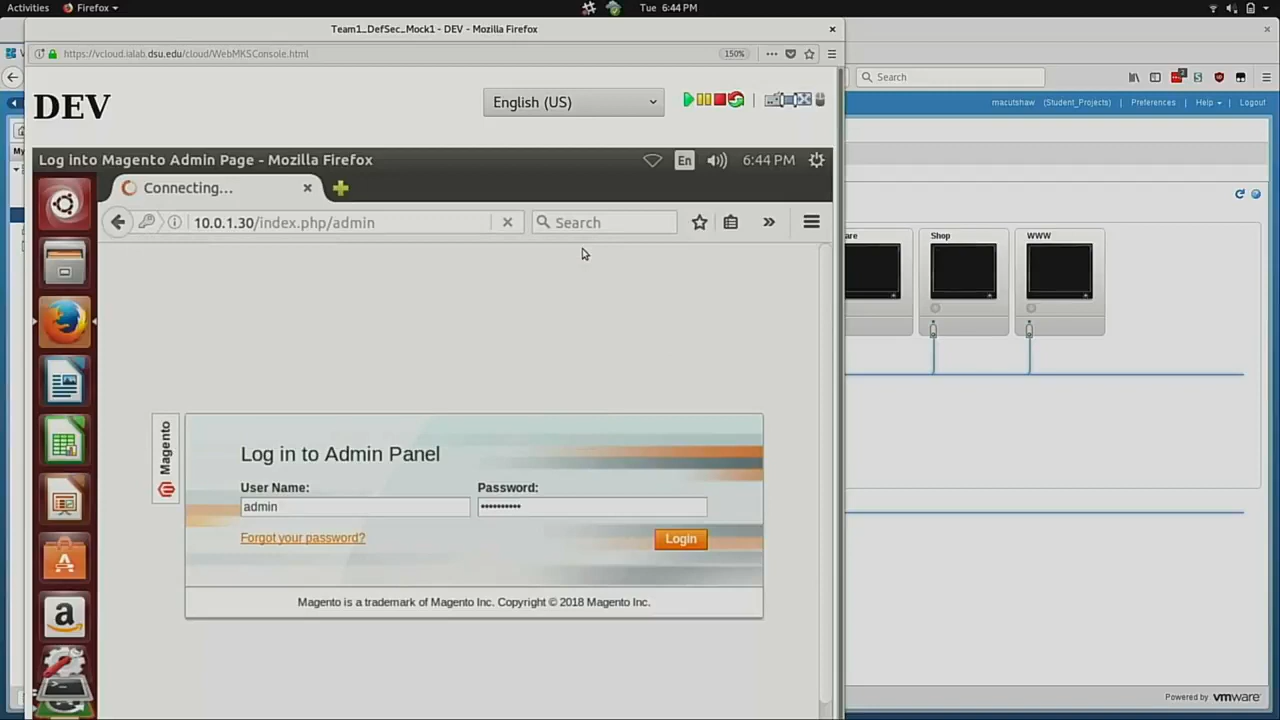 Activities
Firefox
Tue 6:44 PM
Team1_DefSec_Mock1 - DEV - Mozilla Firefox
https://vcloud.ialab.dsu.edu/cloud/WebMKSConsole.html
150%
Search
macutshaw (Student_Projects) | Preferences | Help | Logout
DEV
English (US)
My
Log into Magento Admin Page - Mozilla Firefox
En
6:44 PM
Connecting...
10.0.1.30/index.php/admin
Search
are
Shop
WWW
Magento
Log in to Admin Panel
User Name:
Password:
admin
••••••••••
Forgot your password?
Login
Magento is a trademark of Magento Inc. Copyright © 2018 Magento Inc.
Powered by vmware